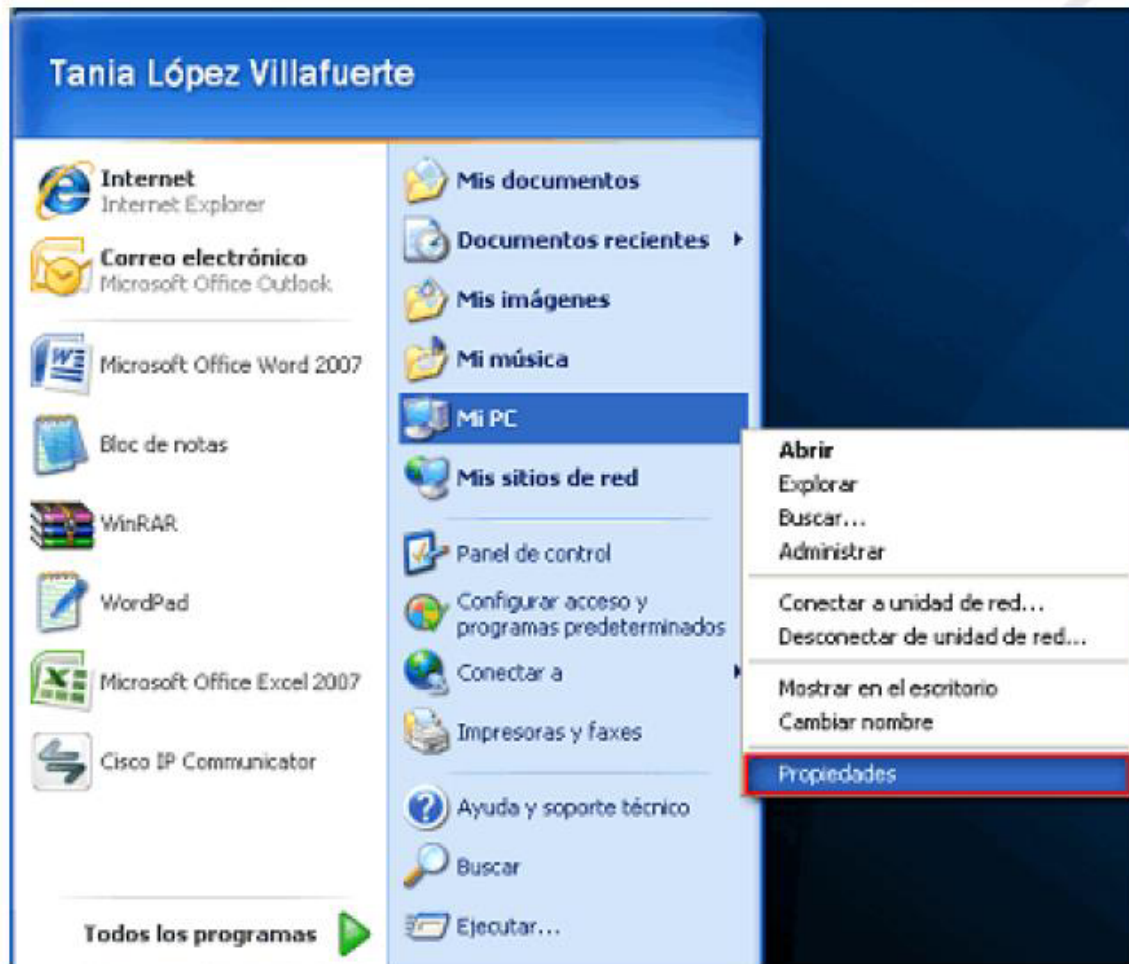 Tania López Villafuerte
Internet
Internet Explorer
Correo electrónico
Microsoft Office Outlook
Microsoft Office Word 2007
Bloc de notas
WinRAR
WordPad
Microsoft Office Excel 2007
Cisco IP Communicator
Todos los programas
Mis documentos
Documentos recientes
Mis imágenes
Mi música
Mi PC
Mis sitios de red
Panel de control
Configurar acceso y
programas predeterminados
Conectar a
Impresoras y faxes
Ayuda y soporte técnico
Buscar
Ejecutar...
Abrir
Explorar
Buscar...
Administrar
Conectar a unidad de red...
Desconectar de unidad de red...
Mostrar en el escritorio
Cambiar nombre
Propiedades